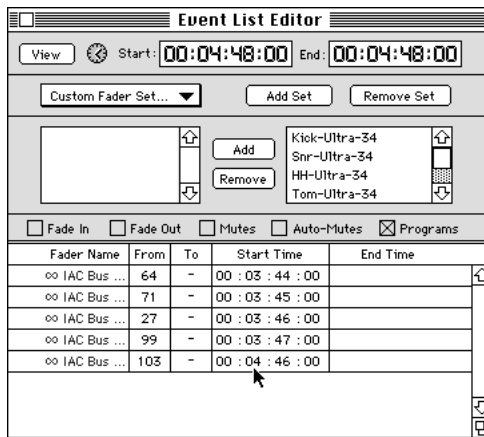 Event List Editor
View Start: 00:04:48:00 End: 00:04:48:00
Custom Fader Set... Add Set Remove Set
Kick-Ultra-34
Add
Snr-Ultra-34
HH-Ultra-34
Remove
Tom-Ultra-34
Fade In Fade Out Mutes Auto-Mutes Programs
Fader Name From To Start Time End Time
∞ IAC Bus ... 64 - 00 : 03 : 44 : 00
∞ IAC Bus ... 71 - 00 : 03 : 45 : 00
∞ IAC Bus ... 27 - 00 : 03 : 46 : 00
∞ IAC Bus ... 99 - 00 : 03 : 47 : 00
∞ IAC Bus ... 103 - 00 : 04 : 46 : 00